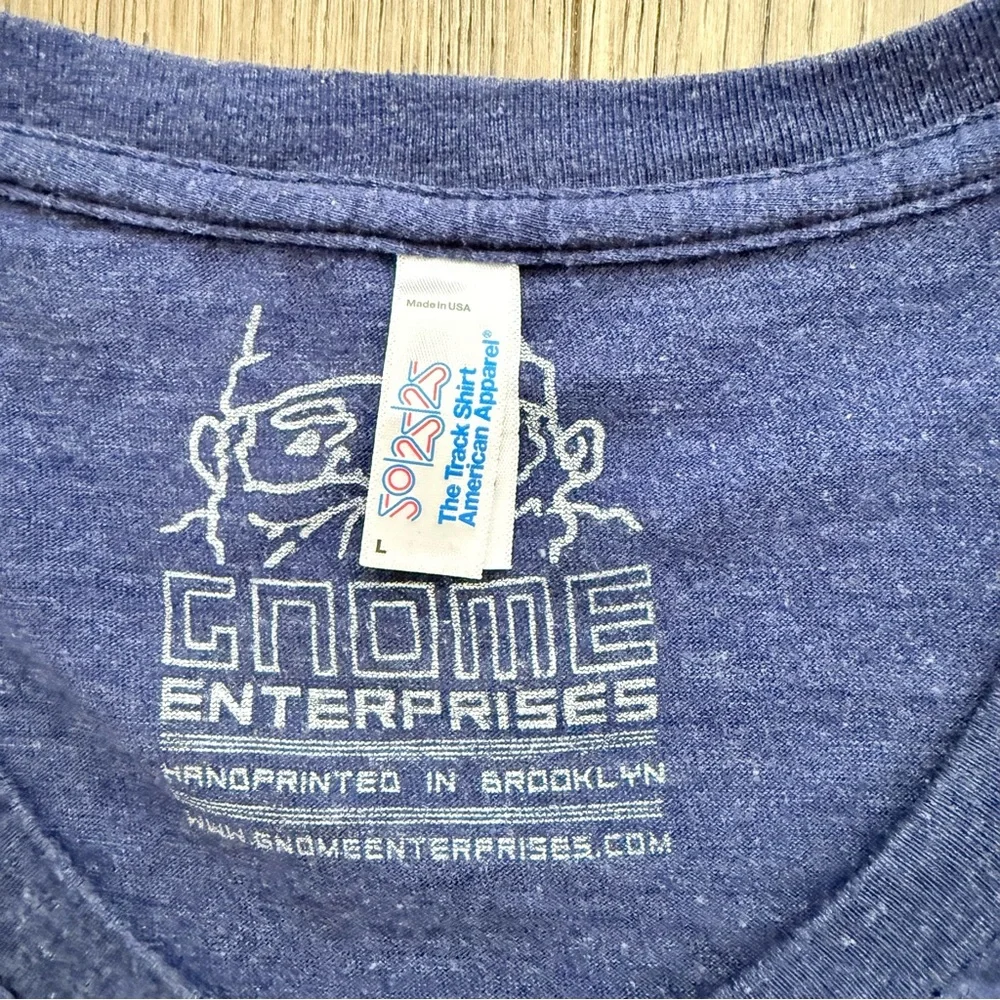 Made in USA
50/25/25
The Track Shirt
American Apparel®
L
GNOME
ENTERPRISES
HANDPRINTED IN BROOKLYN
WWW.GNOMEENTERPRISES.COM